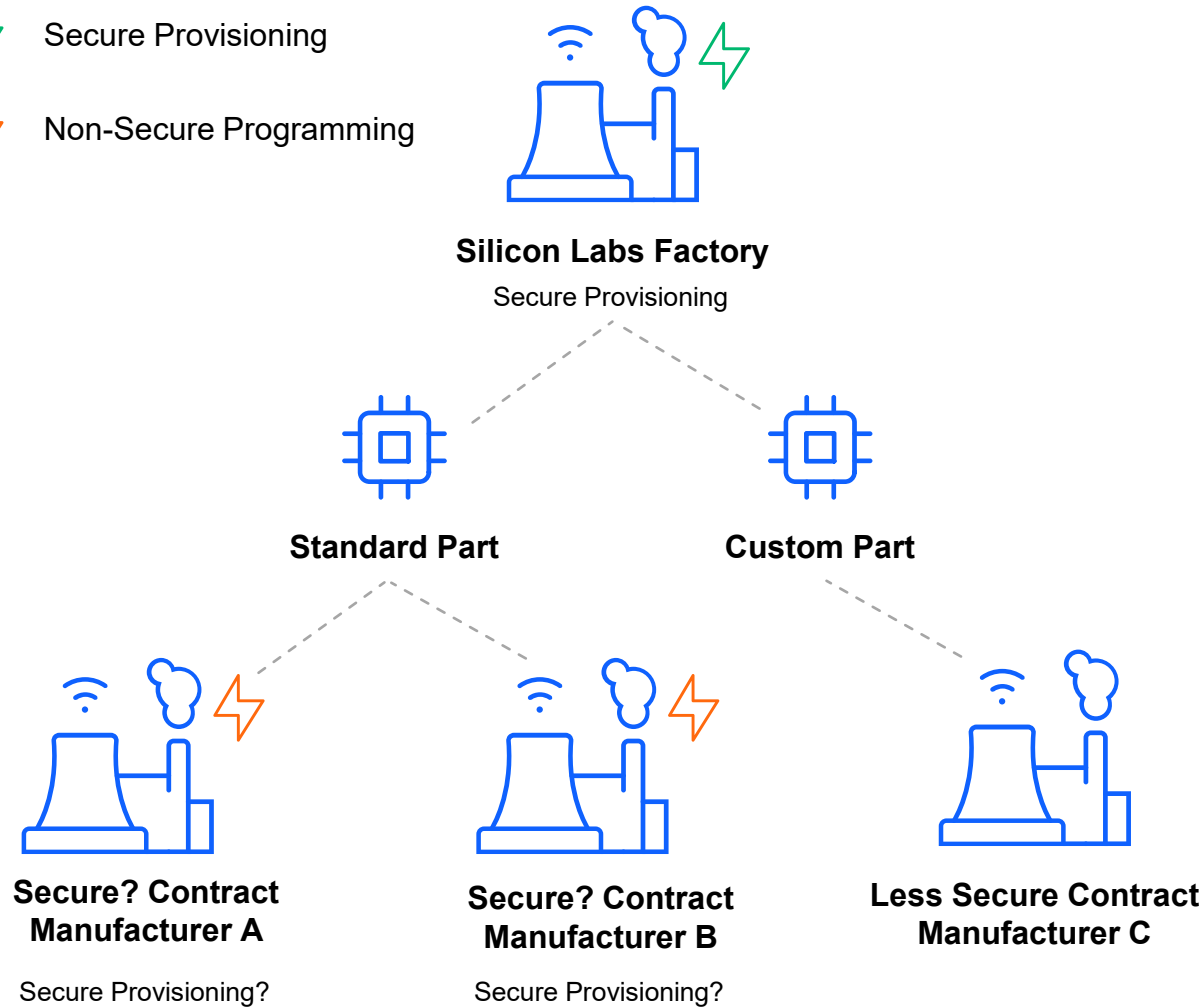 Secure Provisioning
Non-Secure Programming
Silicon Labs Factory
Secure Provisioning
Standard Part
Custom Part
Secure? Contract
Manufacturer A
Secure Provisioning?
Secure? Contract
Manufacturer B
Secure Provisioning?
Less Secure Contract
Manufacturer C